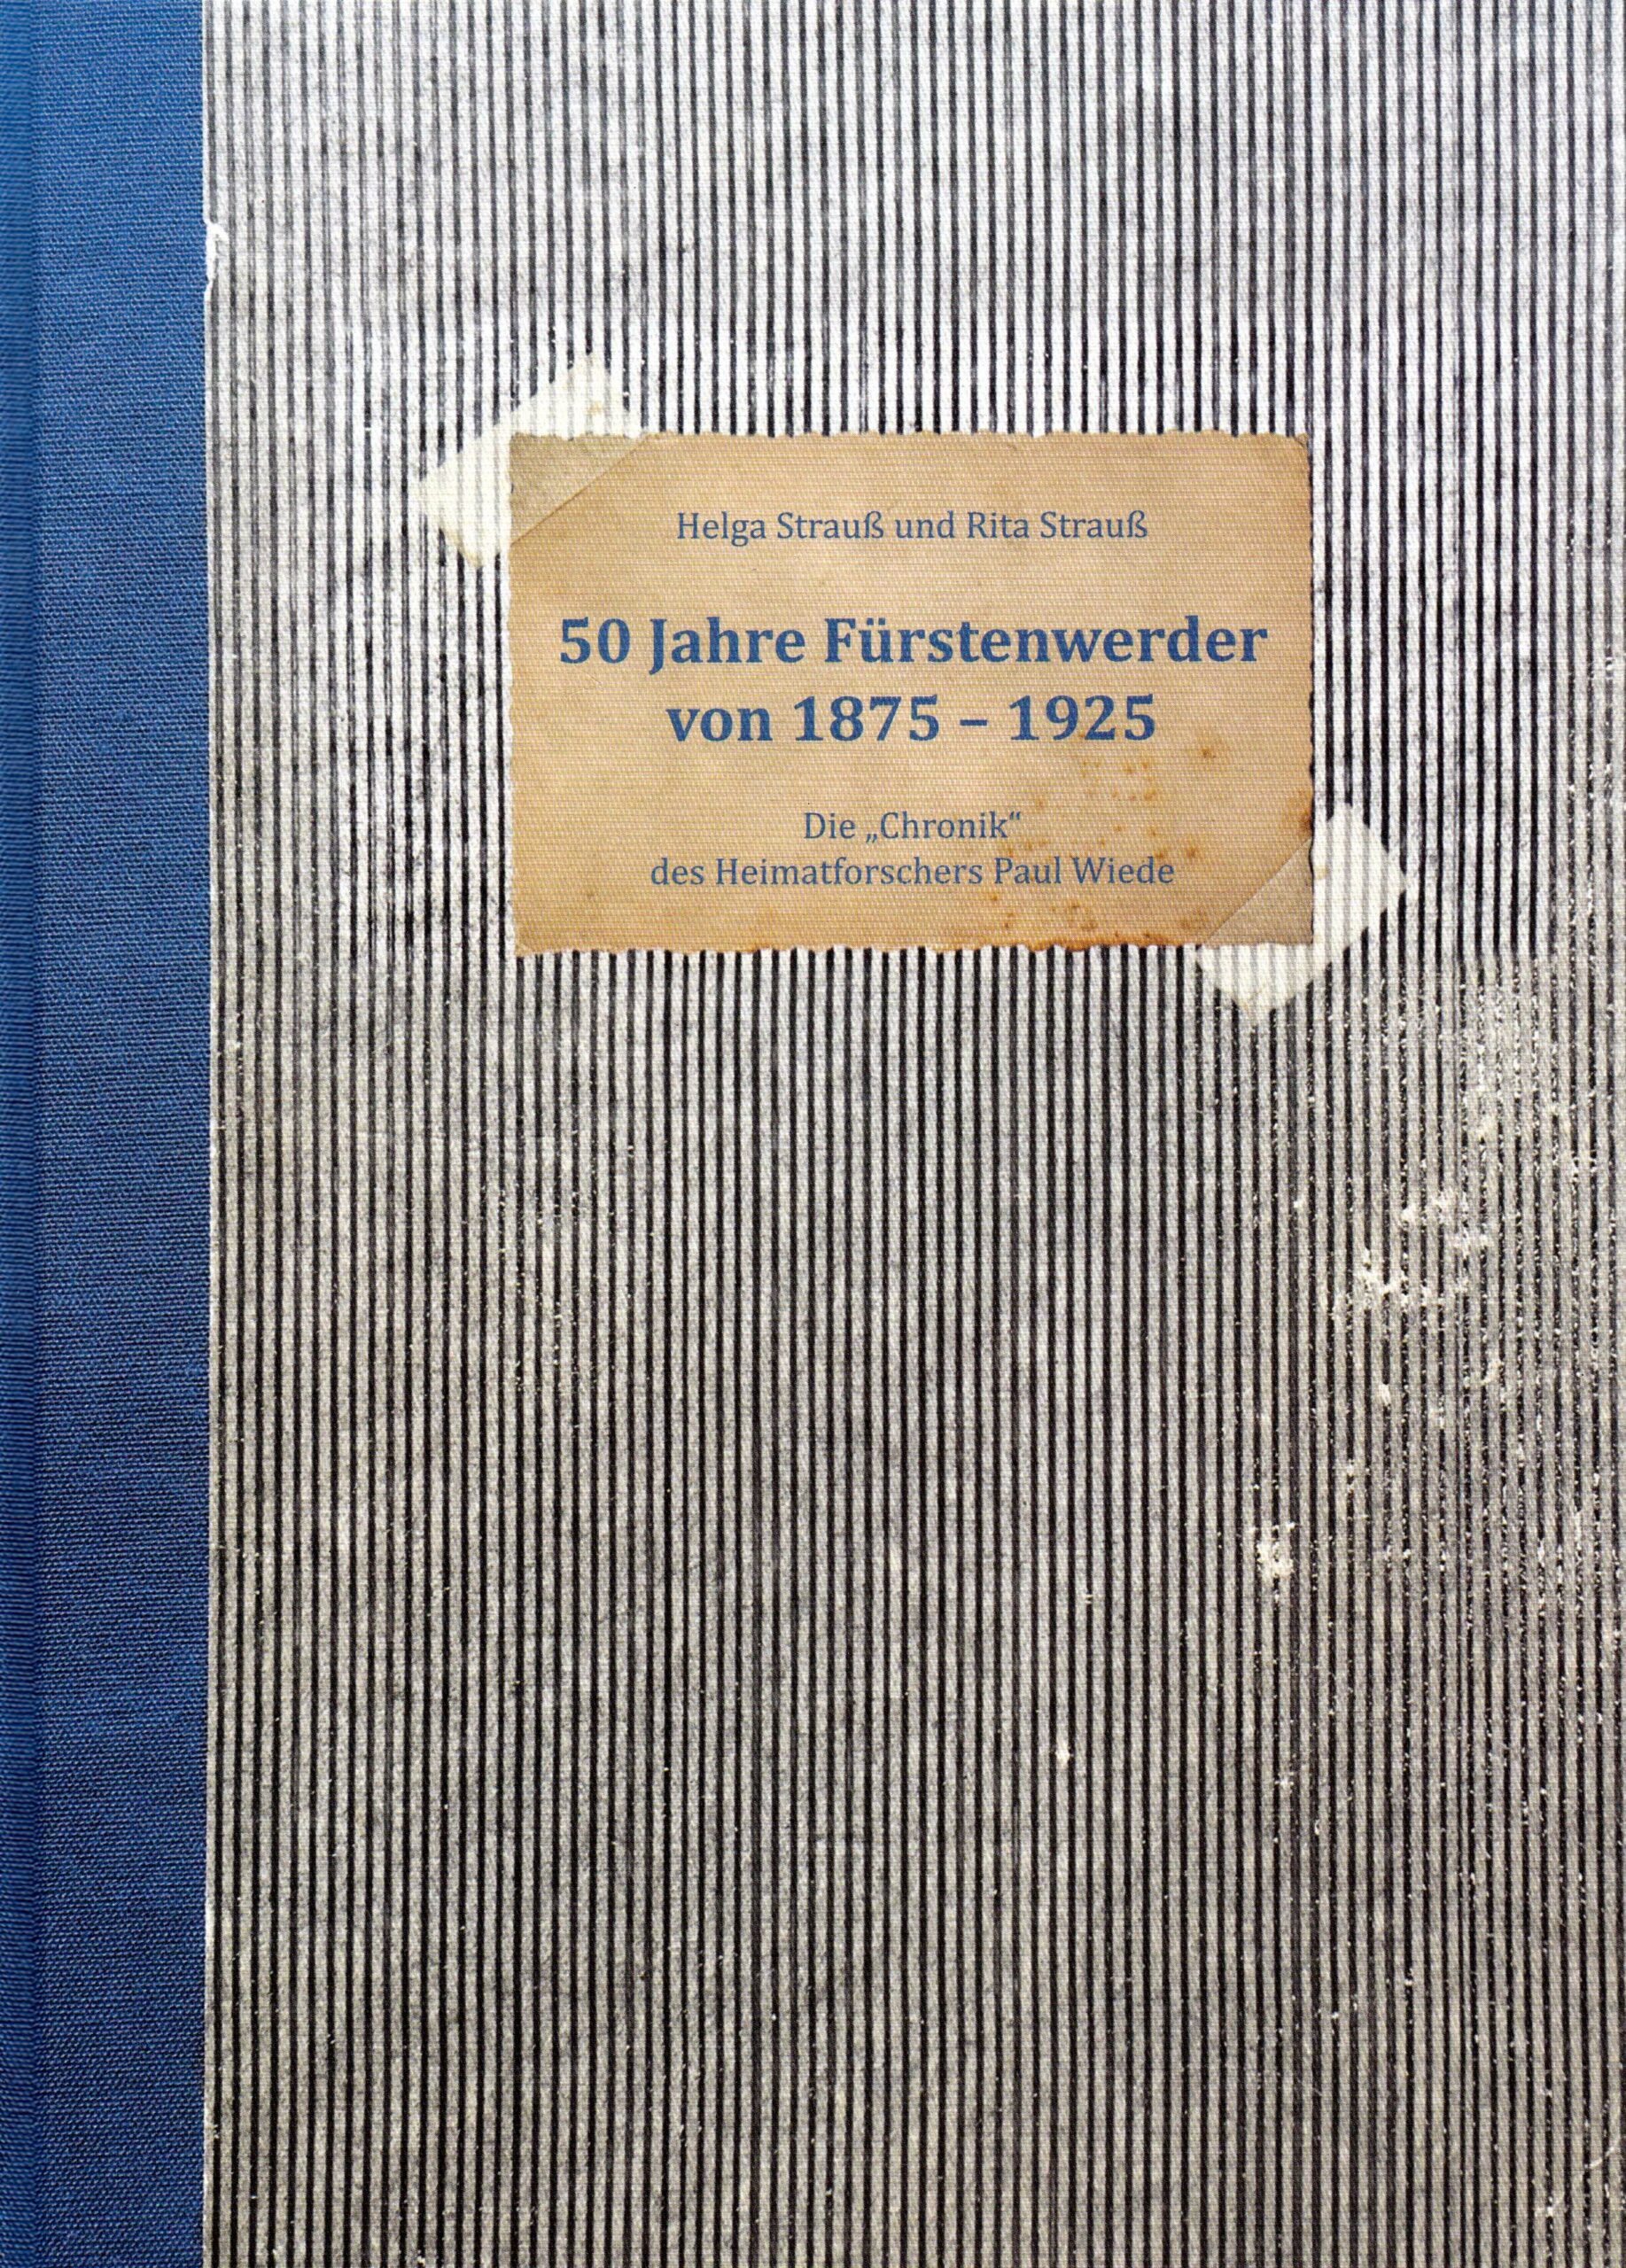 Helga Strauß und Rita Strauß
50 Jahre Fürstenwerder
von 1875 – 1925
Die „Chronik“
des Heimatforschers Paul Wiede